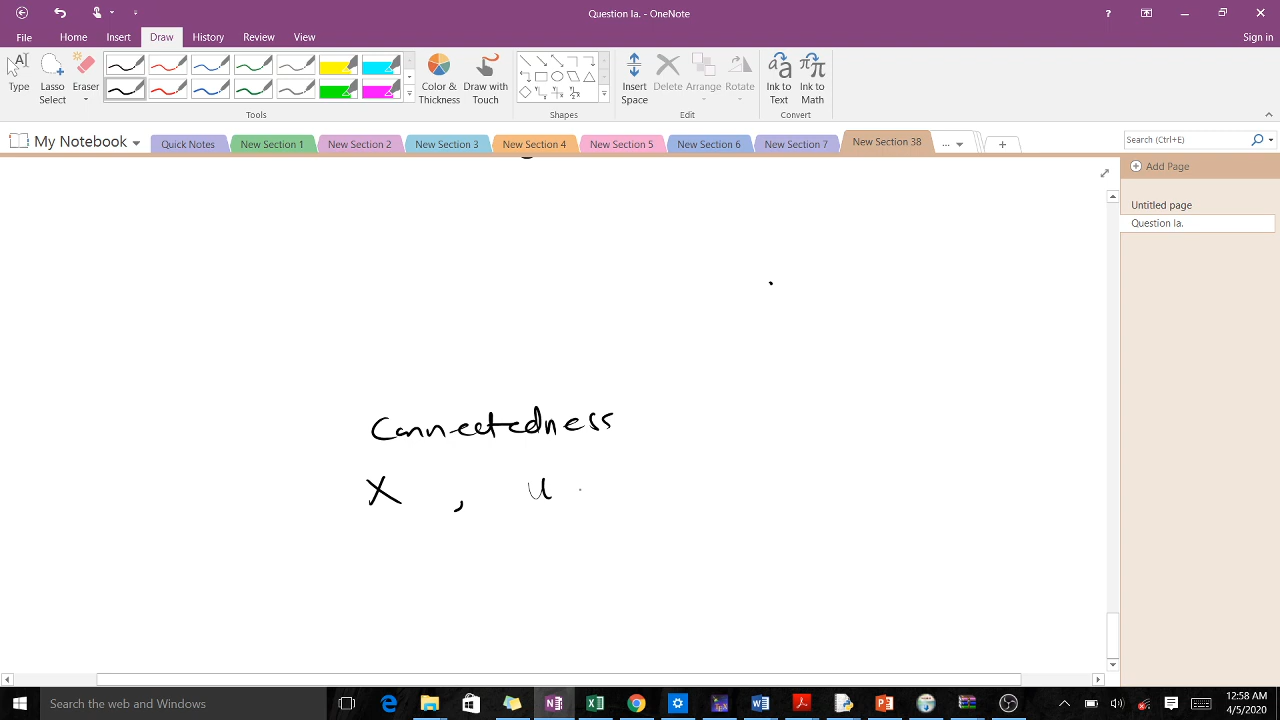 Question Ia. - OneNote
File Home Insert Draw History Review View Sign in
Type Lasso Select Eraser Color & Thickness Draw with Touch Insert Space Delete Arrange Rotate Ink to Text Ink to Math
Tools Shapes Edit Convert
My Notebook Quick Notes New Section 1 New Section 2 New Section 3 New Section 4 New Section 5 New Section 6 New Section 7 New Section 38 ... Search (Ctrl+E)
Add Page
Untitled page
Question Ia.
Connectedness
X , U
Search the web and Windows
12:58 AM
4/5/2020